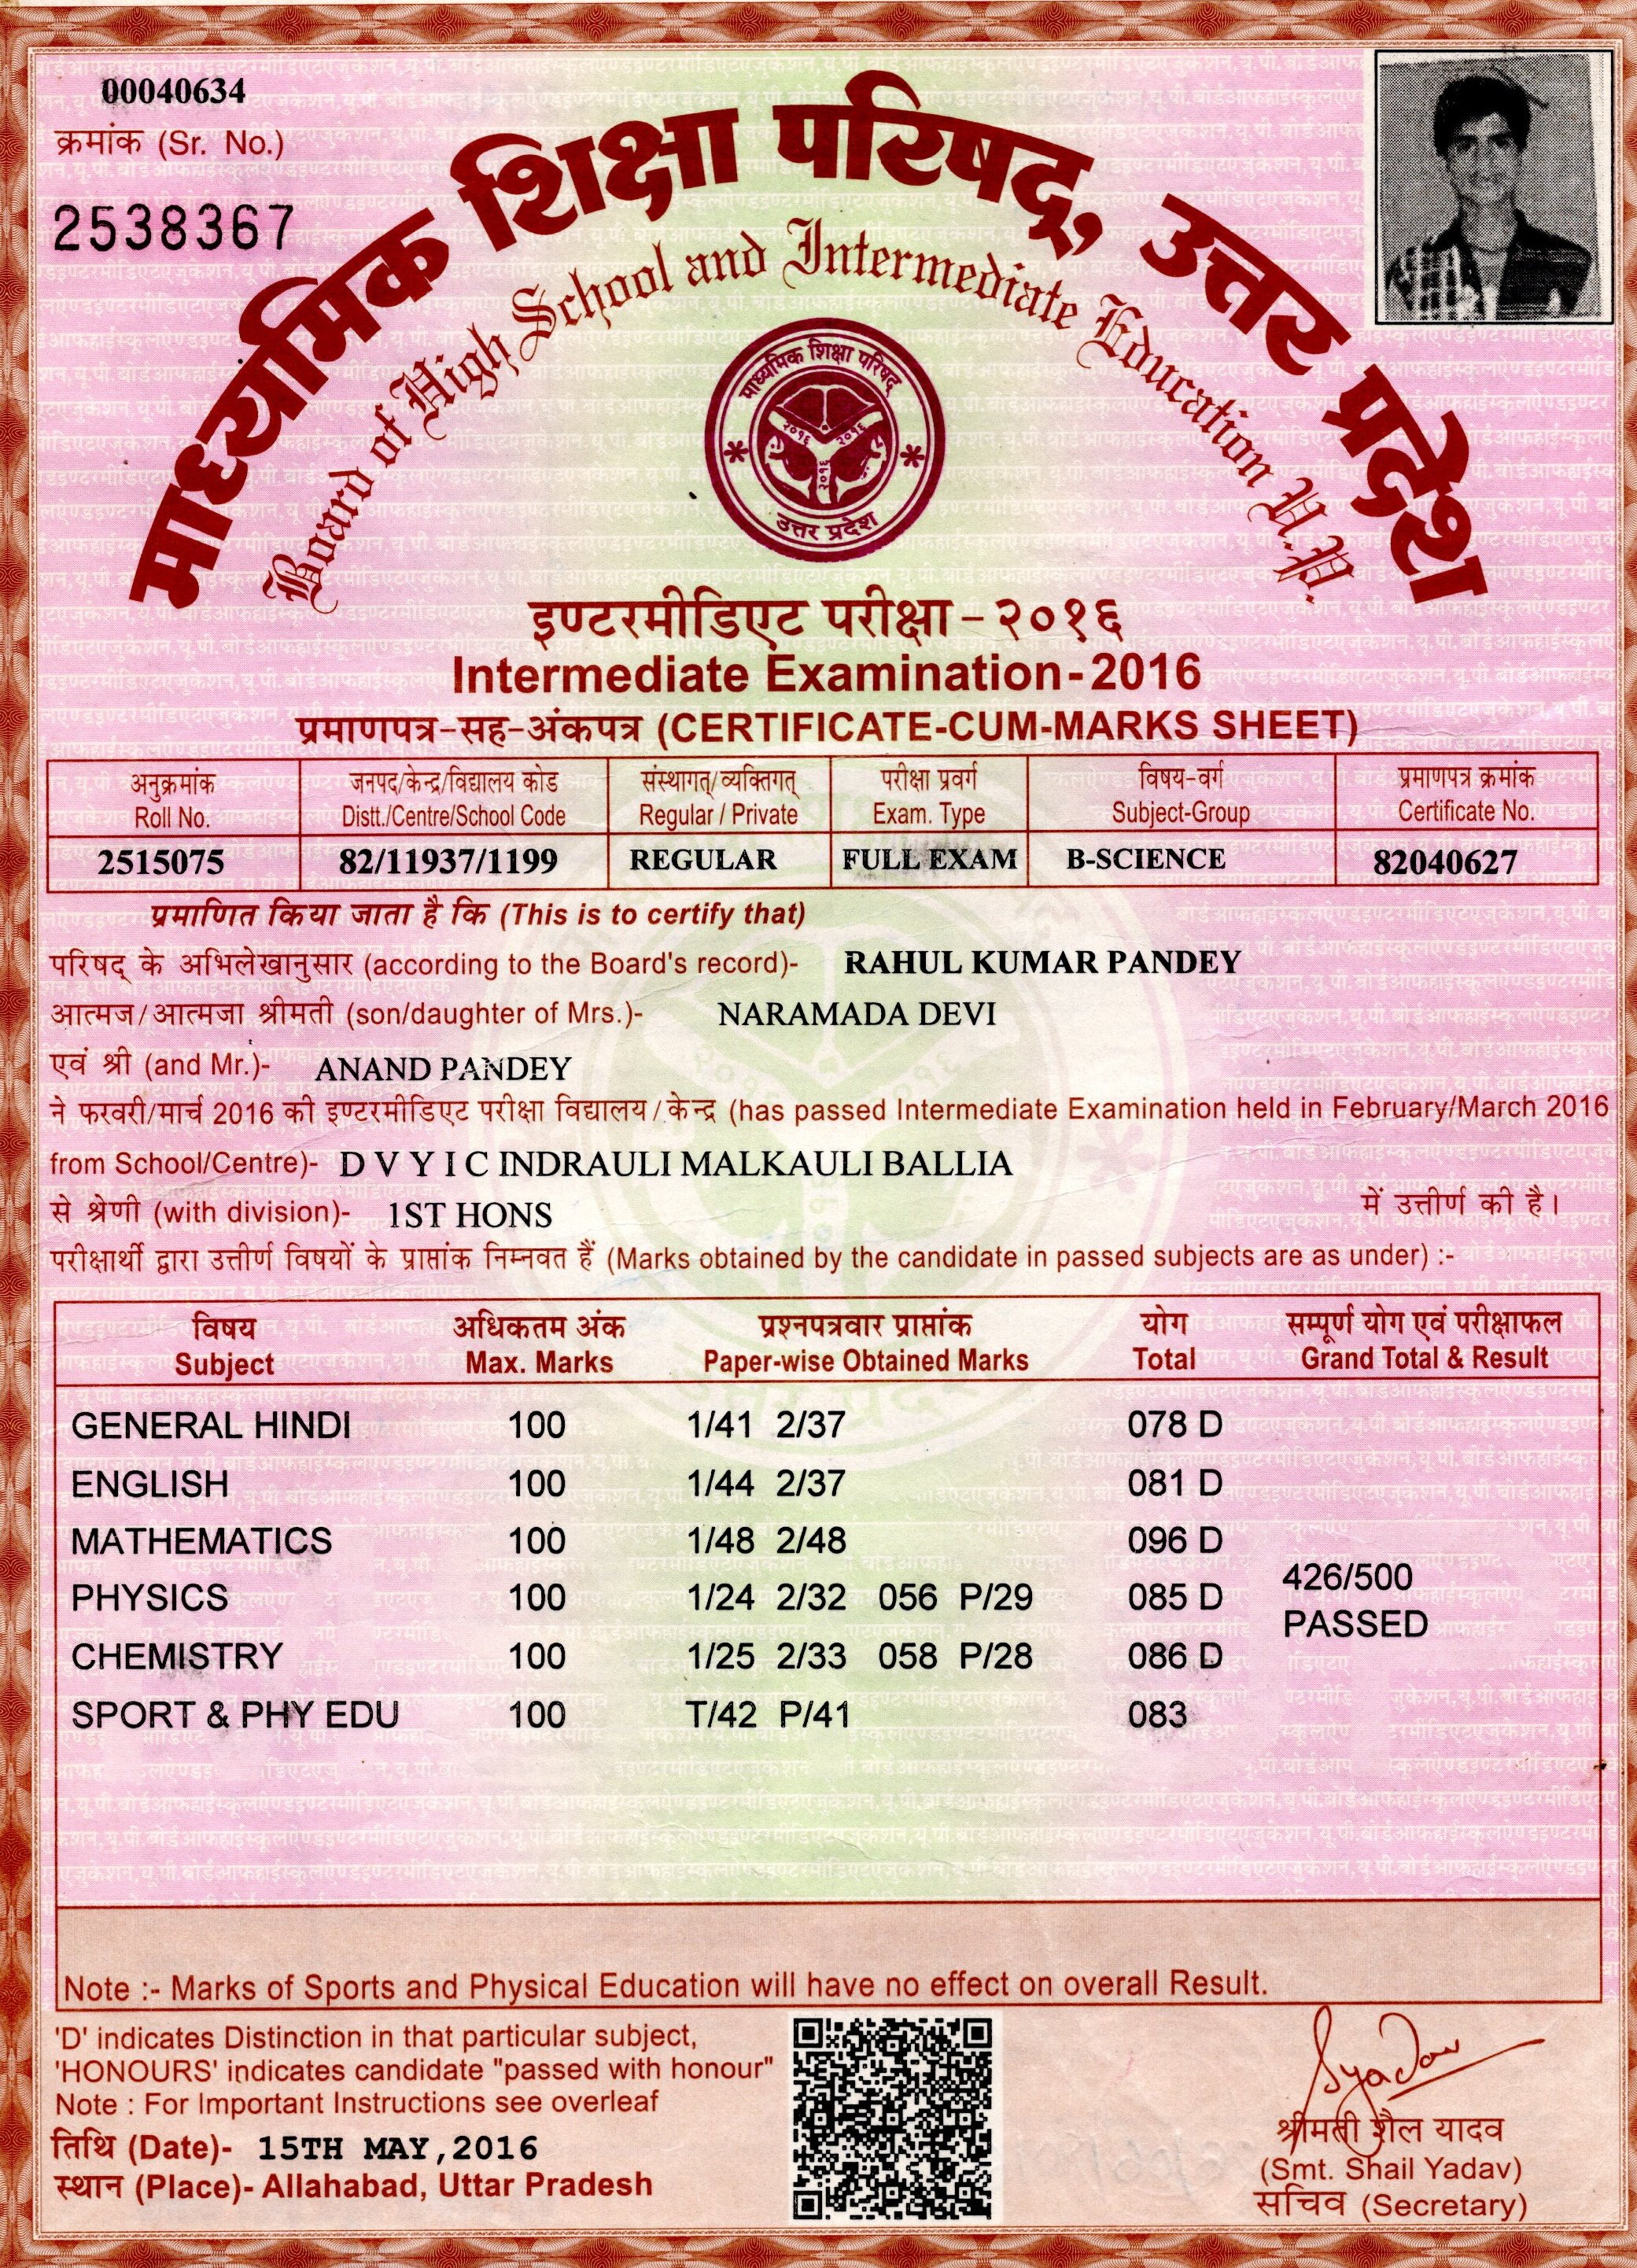 00040634
क्रमांक (Sr. No.)
2538367
माध्यमिक शिक्षा परिषद्, उत्तर प्रदेश
Board of High School and Intermediate Education U.P.
माध्यमिक शिक्षा परिषद्
२०१६ २०१६
२०१६
उत्तर प्रदेश
इण्टरमीडिएट परीक्षा - २०१६
Intermediate Examination - 2016
प्रमाणपत्र-सह-अंकपत्र (CERTIFICATE-CUM-MARKS SHEET)
अनुक्रमांक जनपद/केन्द्र/विद्यालय कोड संस्थागत्/व्यक्तिगत् परीक्षा प्रवर्ग विषय-वर्ग प्रमाणपत्र क्रमांक
Roll No. Distt./Centre/School Code Regular / Private Exam. Type Subject-Group Certificate No.
2515075 82/11937/1199 REGULAR FULL EXAM B-SCIENCE 82040627
प्रमाणित किया जाता है कि (This is to certify that)
परिषद् के अभिलेखानुसार (according to the Board's record)- RAHUL KUMAR PANDEY
आत्मज/आत्मजा श्रीमती (son/daughter of Mrs.)- NARAMADA DEVI
एवं श्री (and Mr.)- ANAND PANDEY
ने फरवरी/मार्च 2016 की इण्टरमीडिएट परीक्षा विद्यालय/केन्द्र (has passed Intermediate Examination held in February/March 2016
from School/Centre)- D V Y I C INDRAULI MALKAULI BALLIA
से श्रेणी (with division)- 1ST HONS में उत्तीर्ण की है।
परीक्षार्थी द्वारा उत्तीर्ण विषयों के प्राप्तांक निम्नवत हैं (Marks obtained by the candidate in passed subjects are as under) :-
विषय अधिकतम अंक प्रश्नपत्रवार प्राप्तांक योग सम्पूर्ण योग एवं परीक्षाफल
Subject Max. Marks Paper-wise Obtained Marks Total Grand Total & Result
GENERAL HINDI 100 1/41 2/37 078 D
ENGLISH 100 1/44 2/37 081 D
MATHEMATICS 100 1/48 2/48 096 D
426/500
PHYSICS 100 1/24 2/32 056 P/29 085 D
PASSED
CHEMISTRY 100 1/25 2/33 058 P/28 086 D
SPORT & PHY EDU 100 T/42 P/41 083
Note :- Marks of Sports and Physical Education will have no effect on overall Result.
'D' indicates Distinction in that particular subject,
'HONOURS' indicates candidate "passed with honour"
Note : For Important Instructions see overleaf
तिथि (Date)- 15TH MAY,2016
स्थान (Place)- Allahabad, Uttar Pradesh
Syadav
श्रीमती शैल यादव
(Smt. Shail Yadav)
सचिव (Secretary)